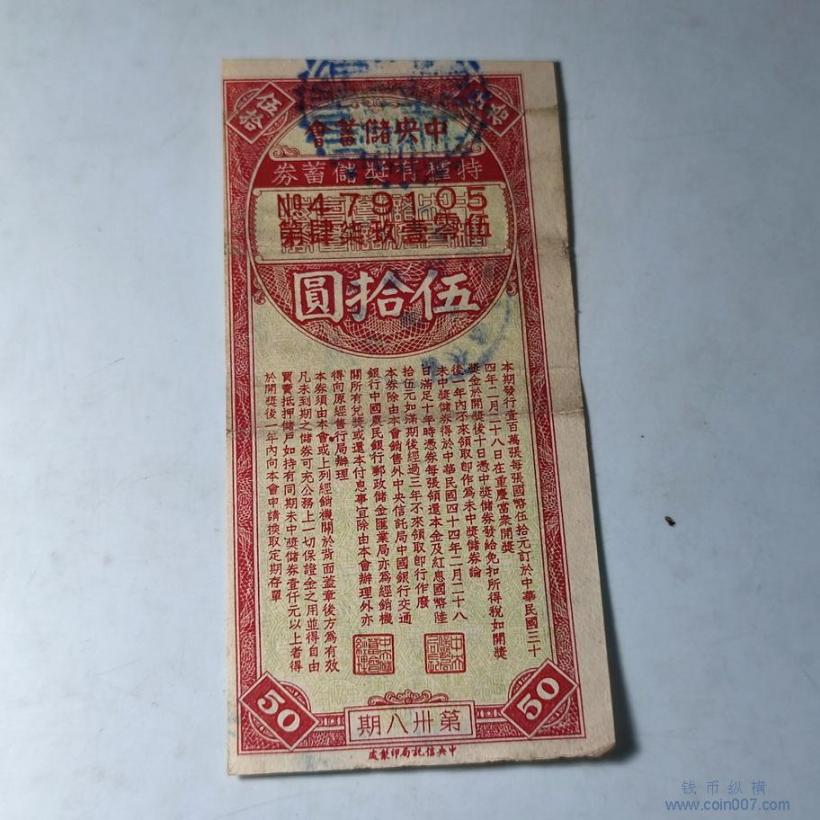 伍拾
伍拾
中央儲蓄會
特種有獎儲蓄券
№479105
第肆柒玖壹零伍
伍拾圓
本期發行壹百萬張每張國幣伍拾元訂於中華民國三十
四年二月二十八日在重慶當衆開獎
獎金於開獎後十日憑中獎儲券發給免扣所得稅如開獎
後一年內不來領取即作爲未中獎儲券論
未中獎儲券得於中華民國四十四年二月二十八
日滿足十年時憑券每張領還本金及紅息國幣陸
拾伍元如滿期後經過三年不來領取即行作廢
本券除由本會銷售外中央信託局中國銀行交通
銀行中國農民銀行郵政儲金匯業局亦爲經銷機
關所有兌獎或還本付息事宜除由本會辦理外亦
得向原經售行局辦理
本券須由本會或上列經銷機關於背面蓋章後方爲有效
凡未到期之儲券可充公務上一切保證金之用並得自由
買賣抵押儲戶如持有同期未中獎儲券壹仟元以上者得
於開獎後一年內向本會申請換取定期存單
50
50
第卅八期
中央信託局印製處
钱币纵横
www.coin007.com